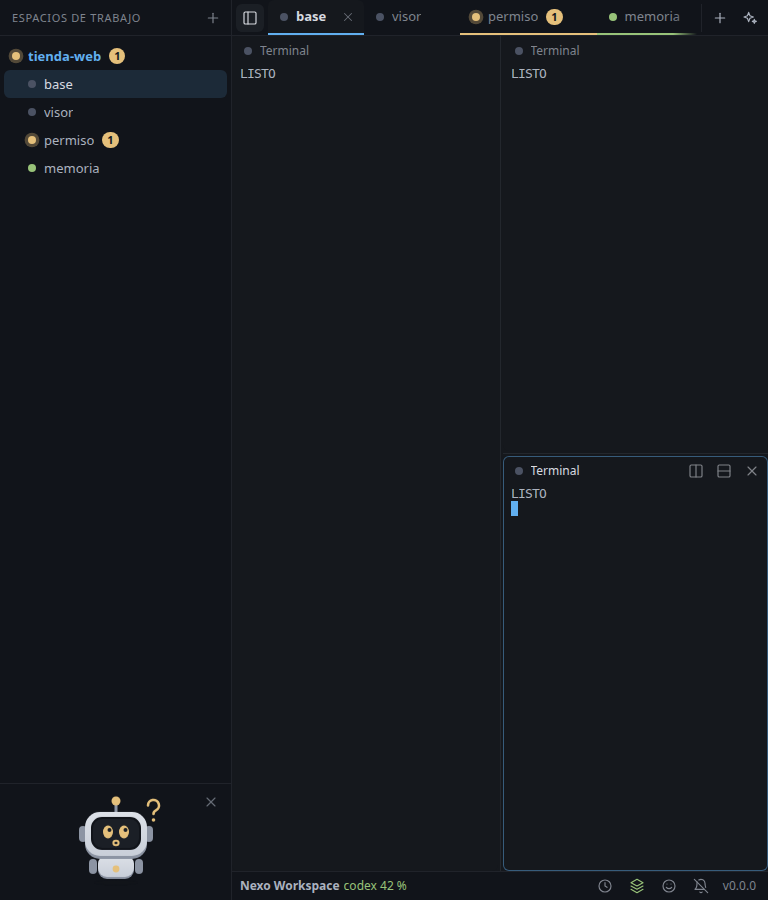 ESPACIOS DE TRABAJO
tienda-web 1
base
visor
permiso 1
memoria
base
visor
permiso 1
memoria
Terminal
LISTO
Terminal
LISTO
Terminal
LISTO
?
Nexo Workspace codex 42 %
v0.0.0